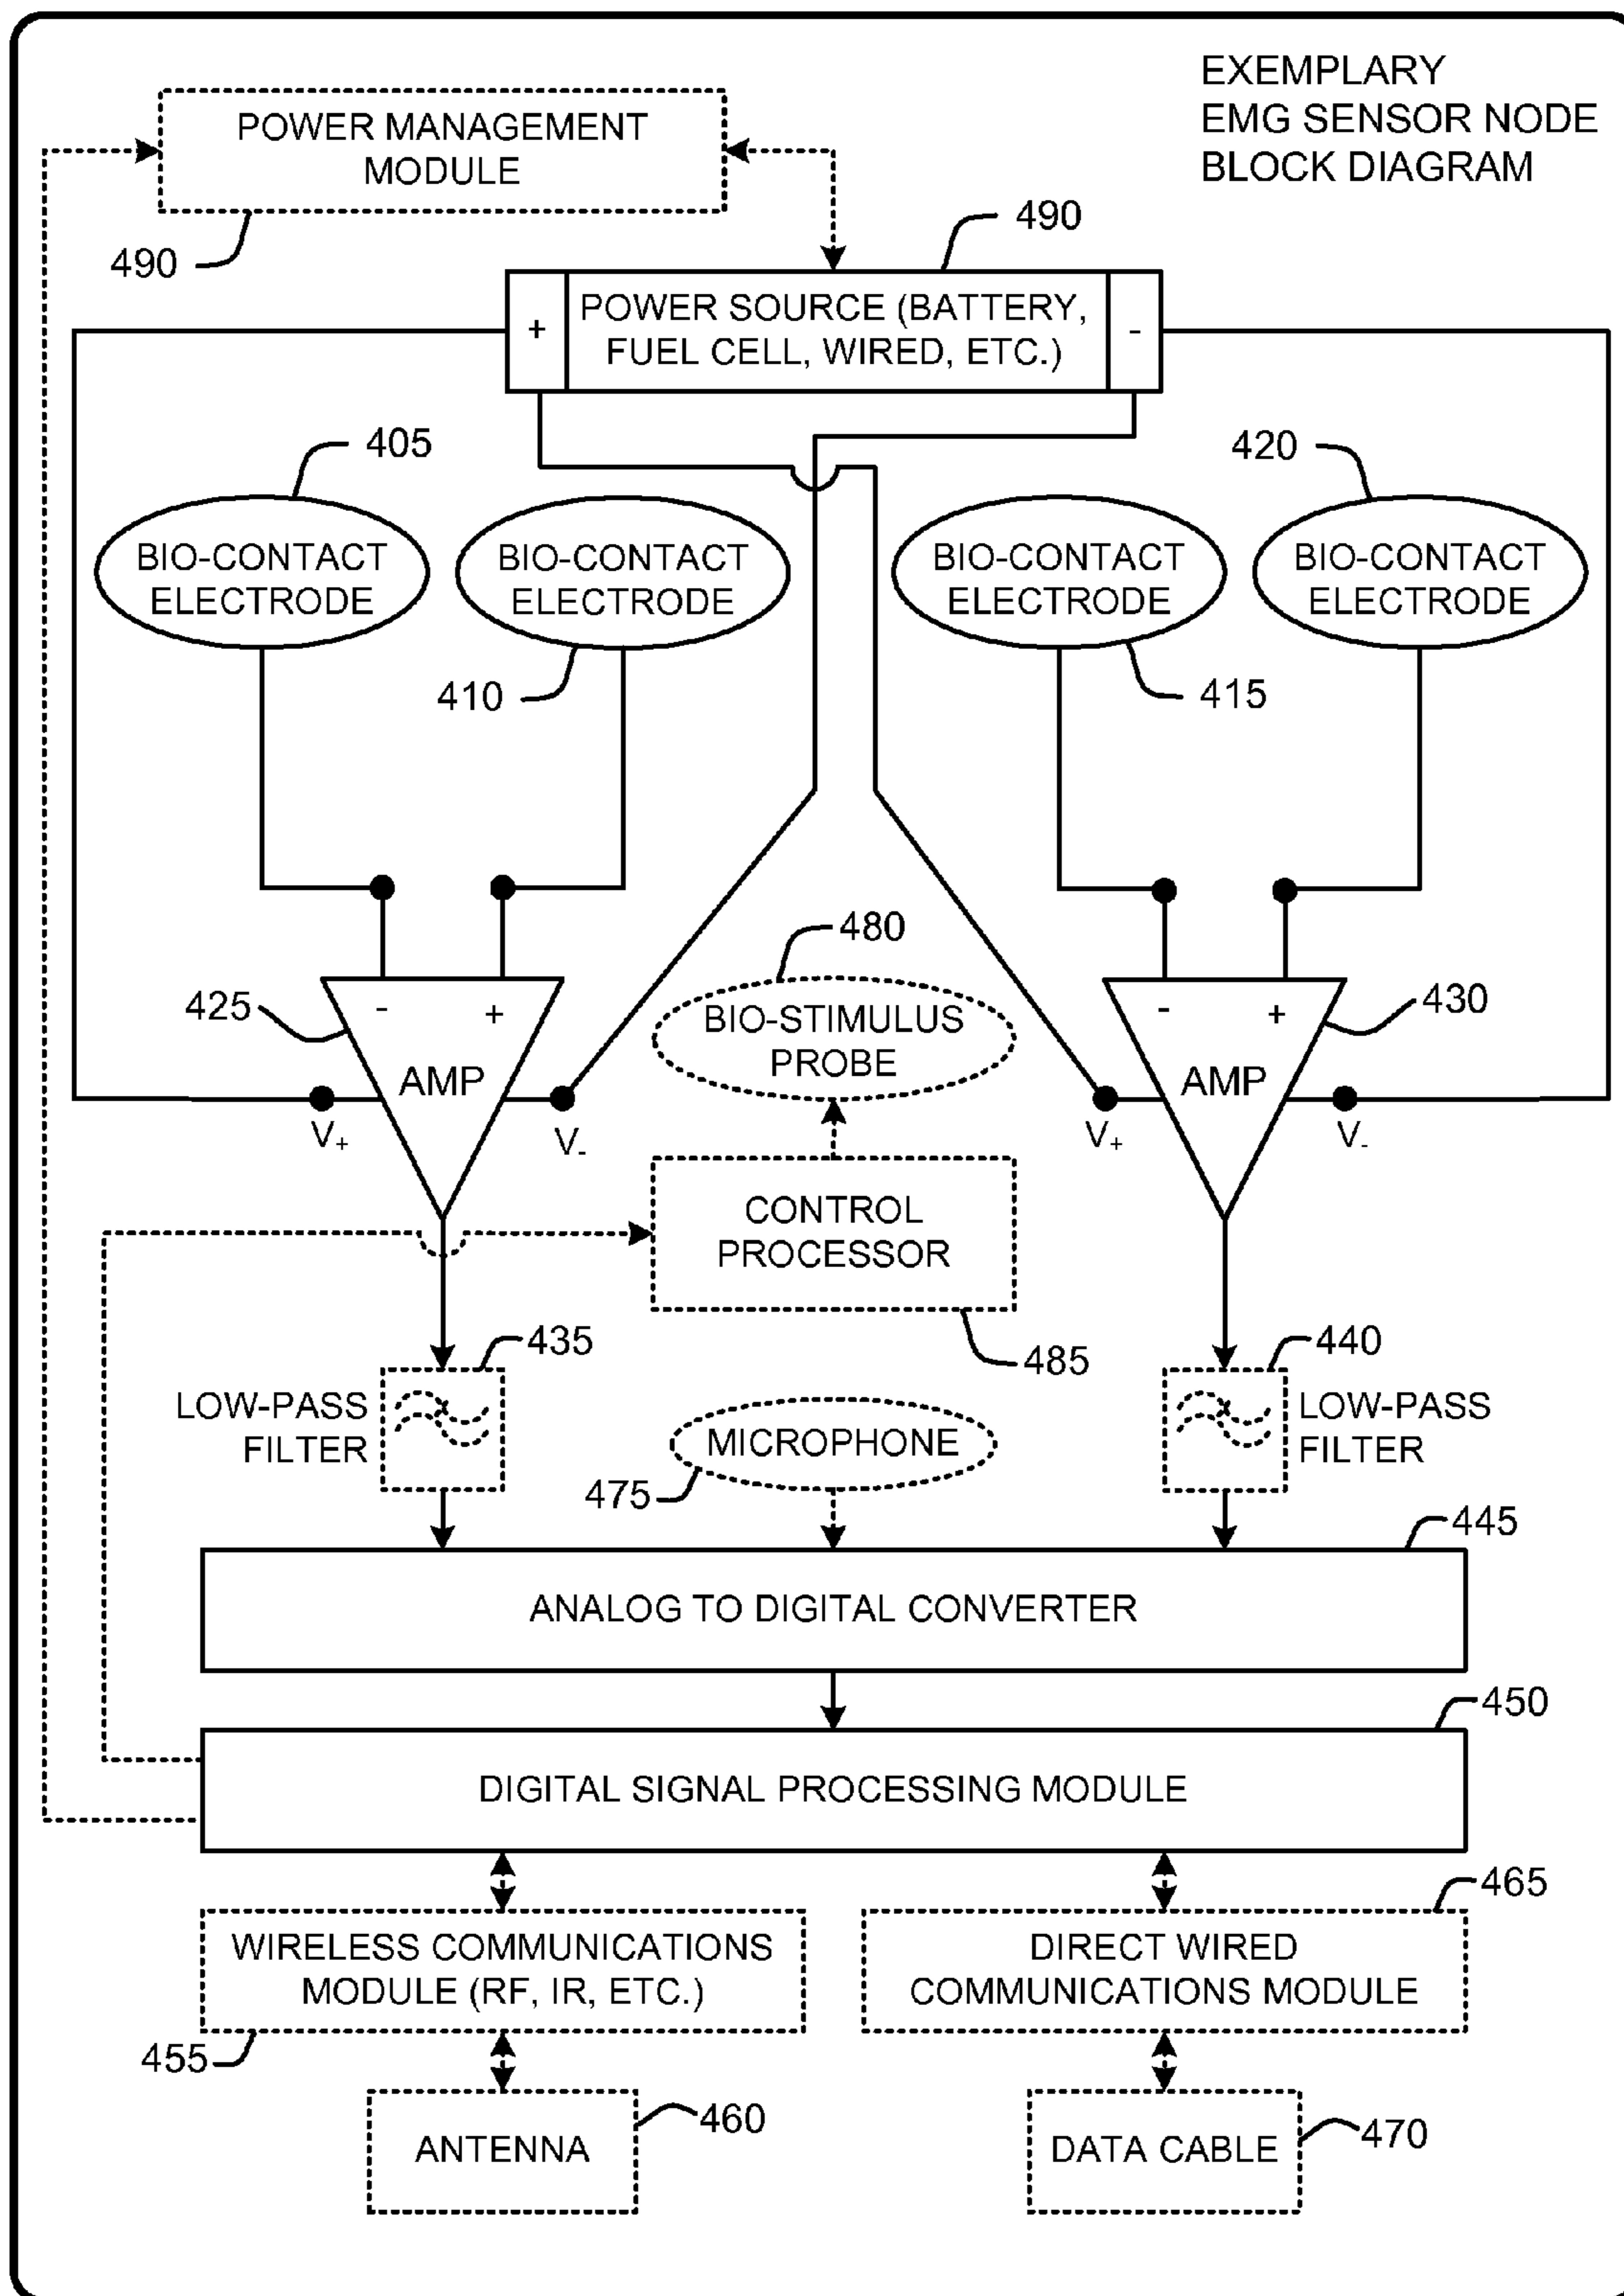 EXEMPLARY
EMG SENSOR NODE
BLOCK DIAGRAM
POWER MANAGEMENT
MODULE
490
490
+
POWER SOURCE (BATTERY,
FUEL CELL, WIRED, ETC.)
-
405
420
BIO-CONTACT
ELECTRODE
BIO-CONTACT
ELECTRODE
BIO-CONTACT
ELECTRODE
BIO-CONTACT
ELECTRODE
410
415
480
425
-
+
AMP
V+
V-
BIO-STIMULUS
PROBE
430
-
+
AMP
V+
V-
CONTROL
PROCESSOR
485
435
LOW-PASS
FILTER
440
LOW-PASS
FILTER
MICROPHONE
475
445
ANALOG TO DIGITAL CONVERTER
450
DIGITAL SIGNAL PROCESSING MODULE
465
WIRELESS COMMUNICATIONS
MODULE (RF, IR, ETC.)
DIRECT WIRED
COMMUNICATIONS MODULE
455
460
ANTENNA
470
DATA CABLE